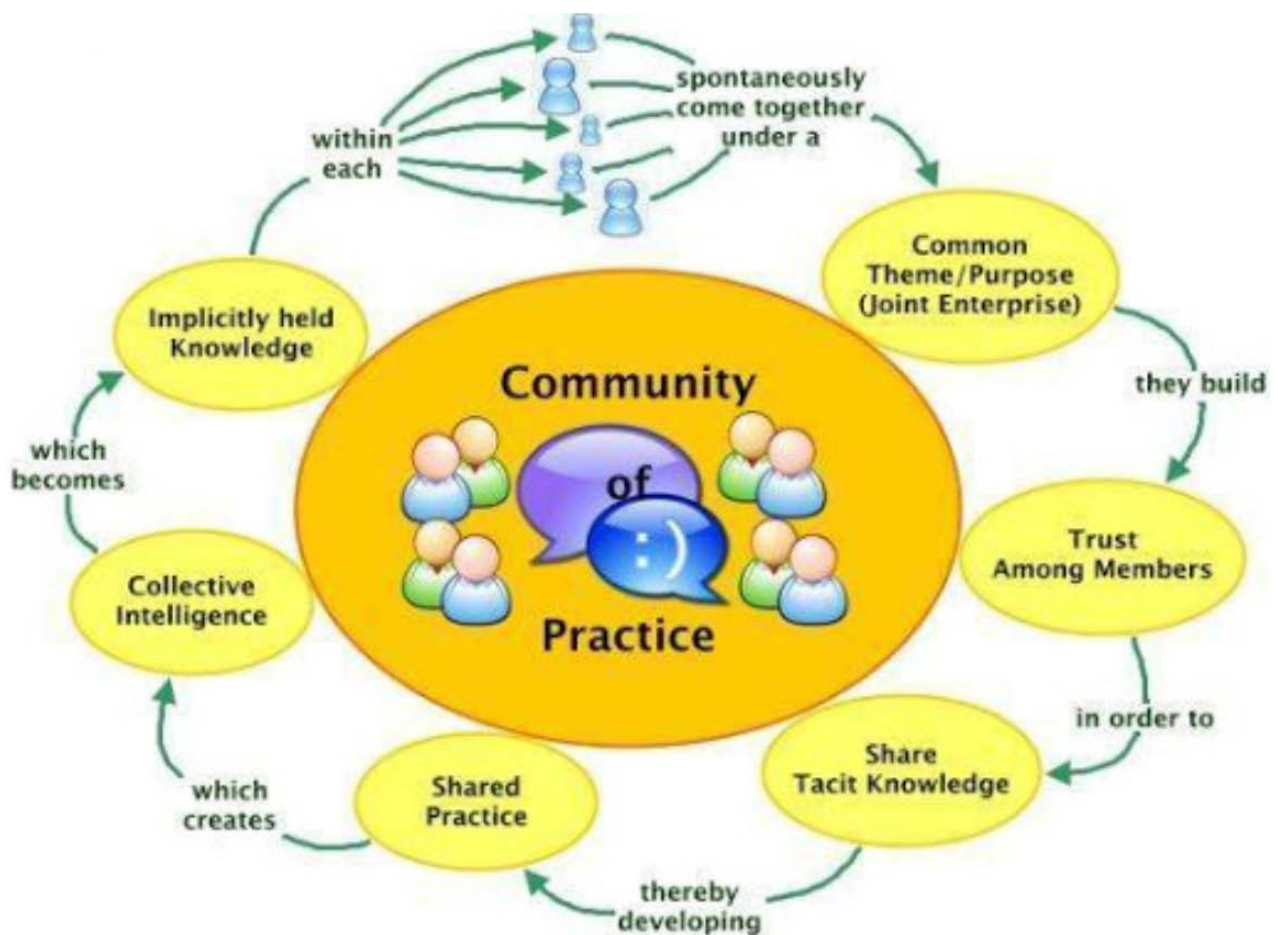 within
each
spontaneously
come together
under a
Common
Theme/Purpose
(Joint Enterprise)
they build
Trust
Among Members
in order to
Share
Tacit Knowledge
thereby
developing
Shared
Practice
which
creates
Collective
Intelligence
which
becomes
Implicitly held
Knowledge
Community
of
:)
Practice